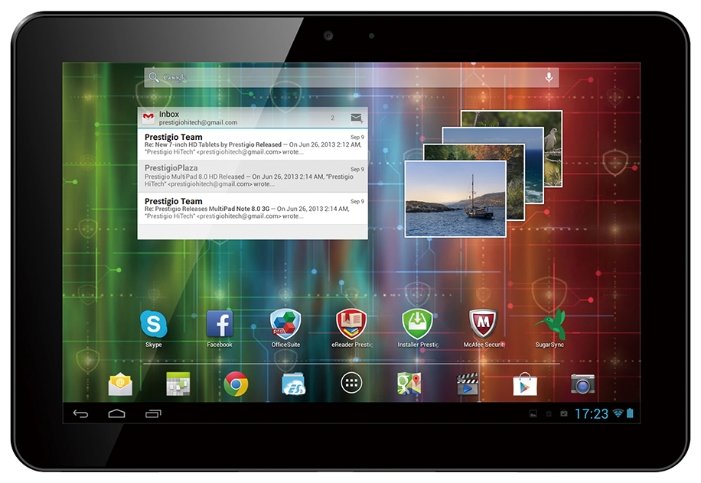 Google
Inbox
2
prestigiohitech@gmail.com
Prestigio Team
Sep 9
Re: New 7-inch HD Tablets by Prestigio Released — On Jun 26, 2013 2:12 AM,
"Prestigio HiTech" <prestigiohitech@gmail.com> wrote...
PrestigioPlaza
Sep 9
Prestigio MultiPad 8.0 HD Released — On Jun 26, 2013 2:14 AM, "Prestigio
HiTech" <prestigiohitech@gmail.com> wrote...
Prestigio Team
Sep 9
Re: Prestigio Releases MultiPad Note 8.0 3G — On Jun 26, 2013 2:14 AM,
"Prestigio HiTech" <prestigiohitech@gmail.com> wrote...
Skype
Facebook
OfficeSuite
eReader Prestig
Installer Prestig
McAfee Securit
SugarSync
17:23